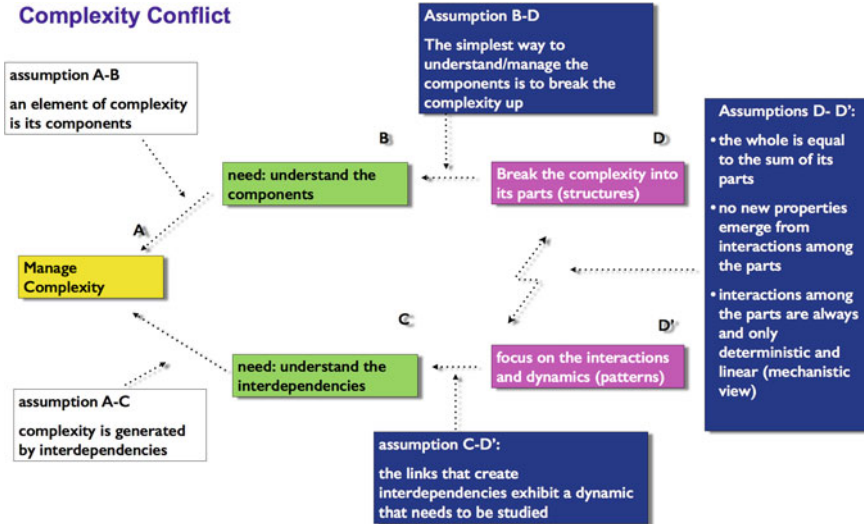 Complexity Conflict
assumption A-B
an element of complexity
is its components
Assumption B-D
The simplest way to
understand/manage the
components is to break the
complexity up
Assumptions D- D’:
• the whole is equal
to the sum of its
parts
• no new properties
emerge from
interactions among
the parts
• interactions among
the parts are always
and only
deterministic and
linear (mechanistic
view)
B
need: understand the
components
D
Break the complexity into
its parts (structures)
A
Manage
Complexity
C
need: understand the
interdependencies
D’
focus on the interactions
and dynamics (patterns)
assumption A-C
complexity is generated
by interdependencies
assumption C-D’:
the links that create
interdependencies exhibit a dynamic
that needs to be studied